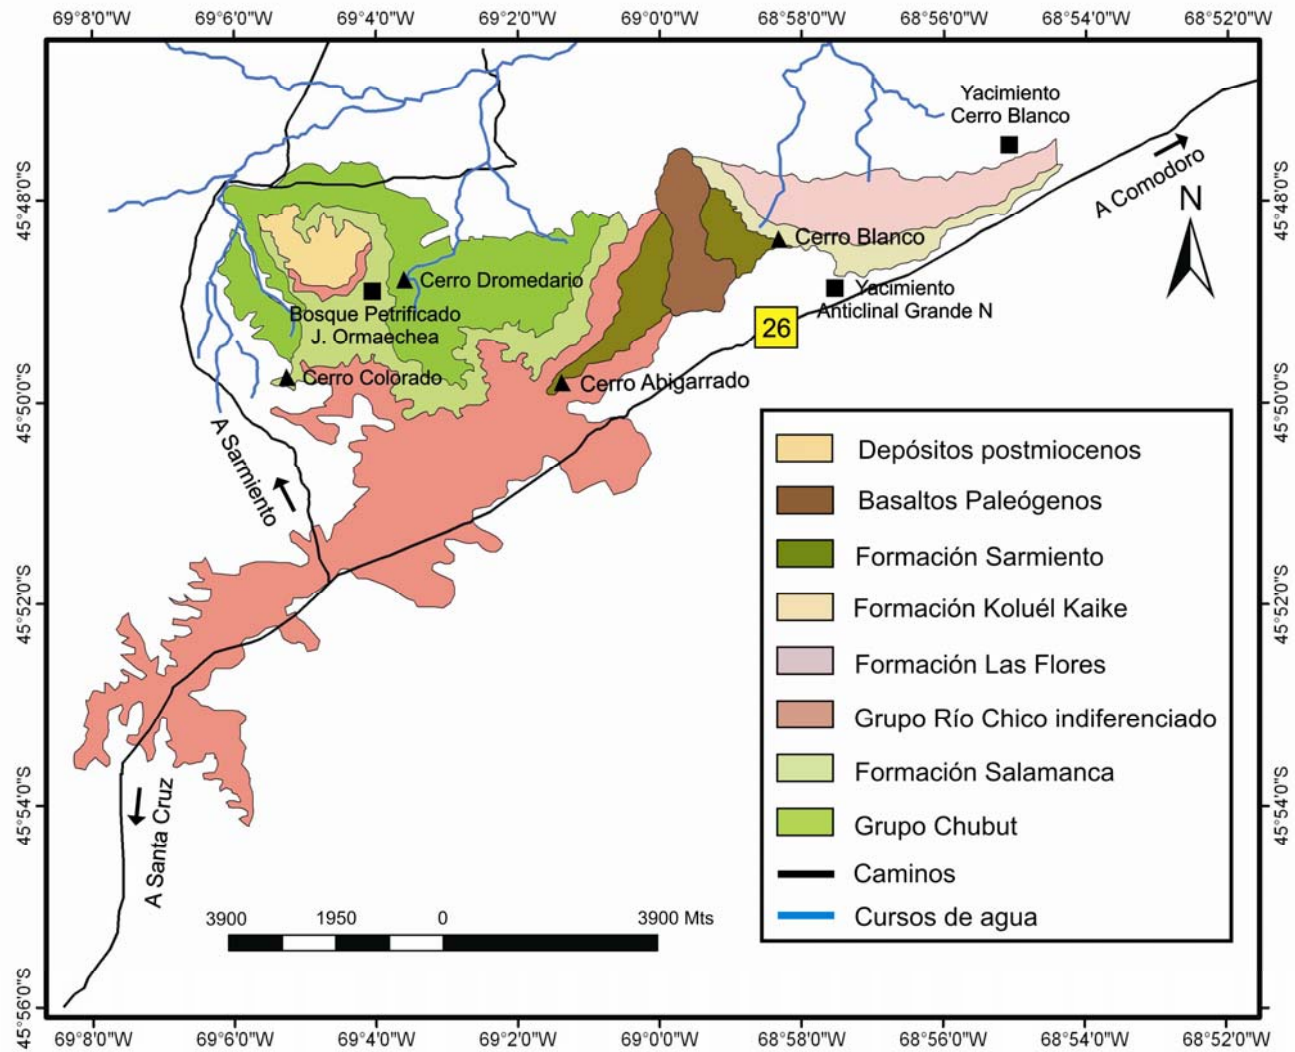 69°8'0"W 69°6'0"W 69°4'0"W 69°2'0"W 69°0'0"W 68°58'0"W 68°56'0"W 68°54'0"W 68°52'0"W
Yacimiento
Cerro Blanco
A Comodoro
45°48'0"S
45°48'0"S
N
Cerro Blanco
Cerro Dromedario
Yacimiento
Anticlinal Grande N
Bosque Petrificado
J. Ormaechea
26
Cerro Colorado
Cerro Abigarrado
45°50'0"S
45°50'0"S
A Sarmiento
Depósitos postmiocenos
Basaltos Paleógenos
Formación Sarmiento
Formación Koluél Kaike
Formación Las Flores
Grupo Río Chico indiferenciado
Formación Salamanca
Grupo Chubut
Caminos
Cursos de agua
45°52'0"S
45°52'0"S
45°54'0"S
45°54'0"S
A Santa Cruz
3900 1950 0 3900 Mts
45°56'0"S
69°8'0"W 69°6'0"W 69°4'0"W 69°2'0"W 69°0'0"W 68°58'0"W 68°56'0"W 68°54'0"W 68°52'0"W